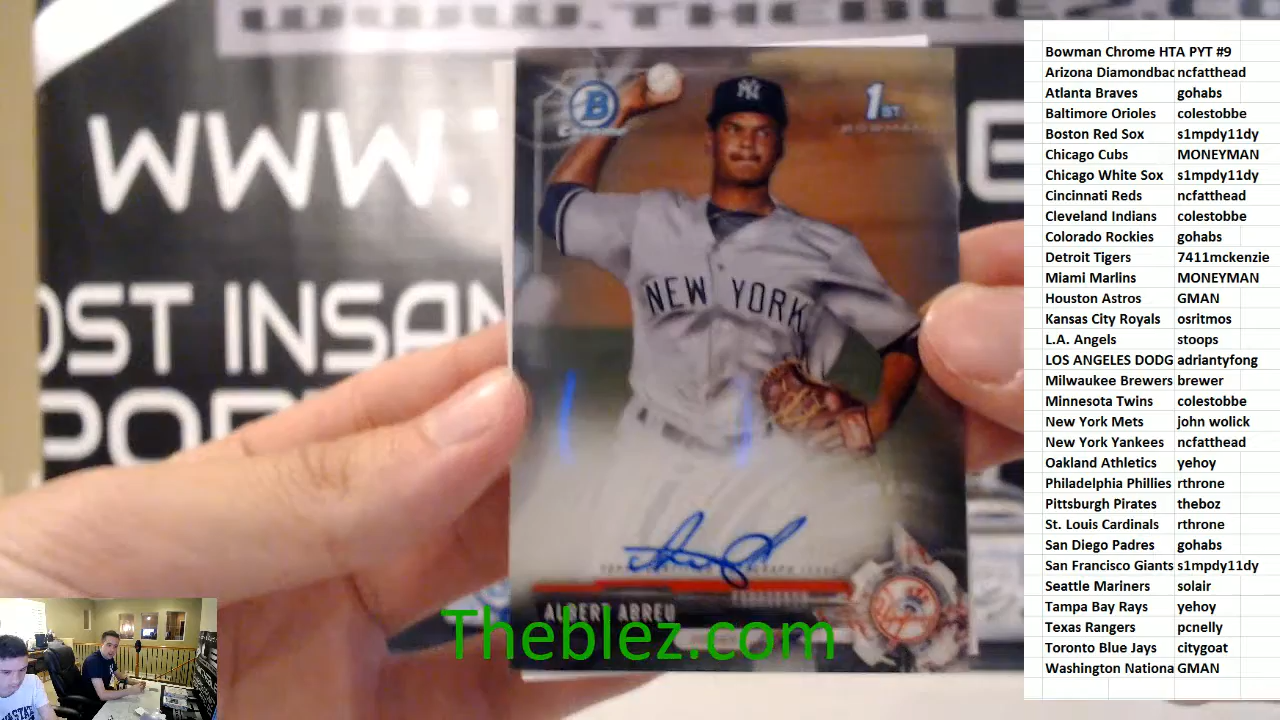 WWW.THEBLEZ.C
WWW.
E
OST INSAN
POR
B
Chrome
1ST
BOWMAN
NY
NEW YORK
ALBERT ABREU
Theblez.com
Bowman Chrome HTA PYT #9
Arizona Diamondbac ncfatthead
Atlanta Braves gohabs
Baltimore Orioles colestobbe
Boston Red Sox s1mpdy11dy
Chicago Cubs MONEYMAN
Chicago White Sox s1mpdy11dy
Cincinnati Reds ncfatthead
Cleveland Indians colestobbe
Colorado Rockies gohabs
Detroit Tigers 7411mckenzie
Miami Marlins MONEYMAN
Houston Astros GMAN
Kansas City Royals osritmos
L.A. Angels stoops
LOS ANGELES DODG adriantyfong
Milwaukee Brewers brewer
Minnesota Twins colestobbe
New York Mets john wolick
New York Yankees ncfatthead
Oakland Athletics yehoy
Philadelphia Phillies rthrone
Pittsburgh Pirates theboz
St. Louis Cardinals rthrone
San Diego Padres gohabs
San Francisco Giants s1mpdy11dy
Seattle Mariners solair
Tampa Bay Rays yehoy
Texas Rangers pcnelly
Toronto Blue Jays citygoat
Washington Nationa GMAN